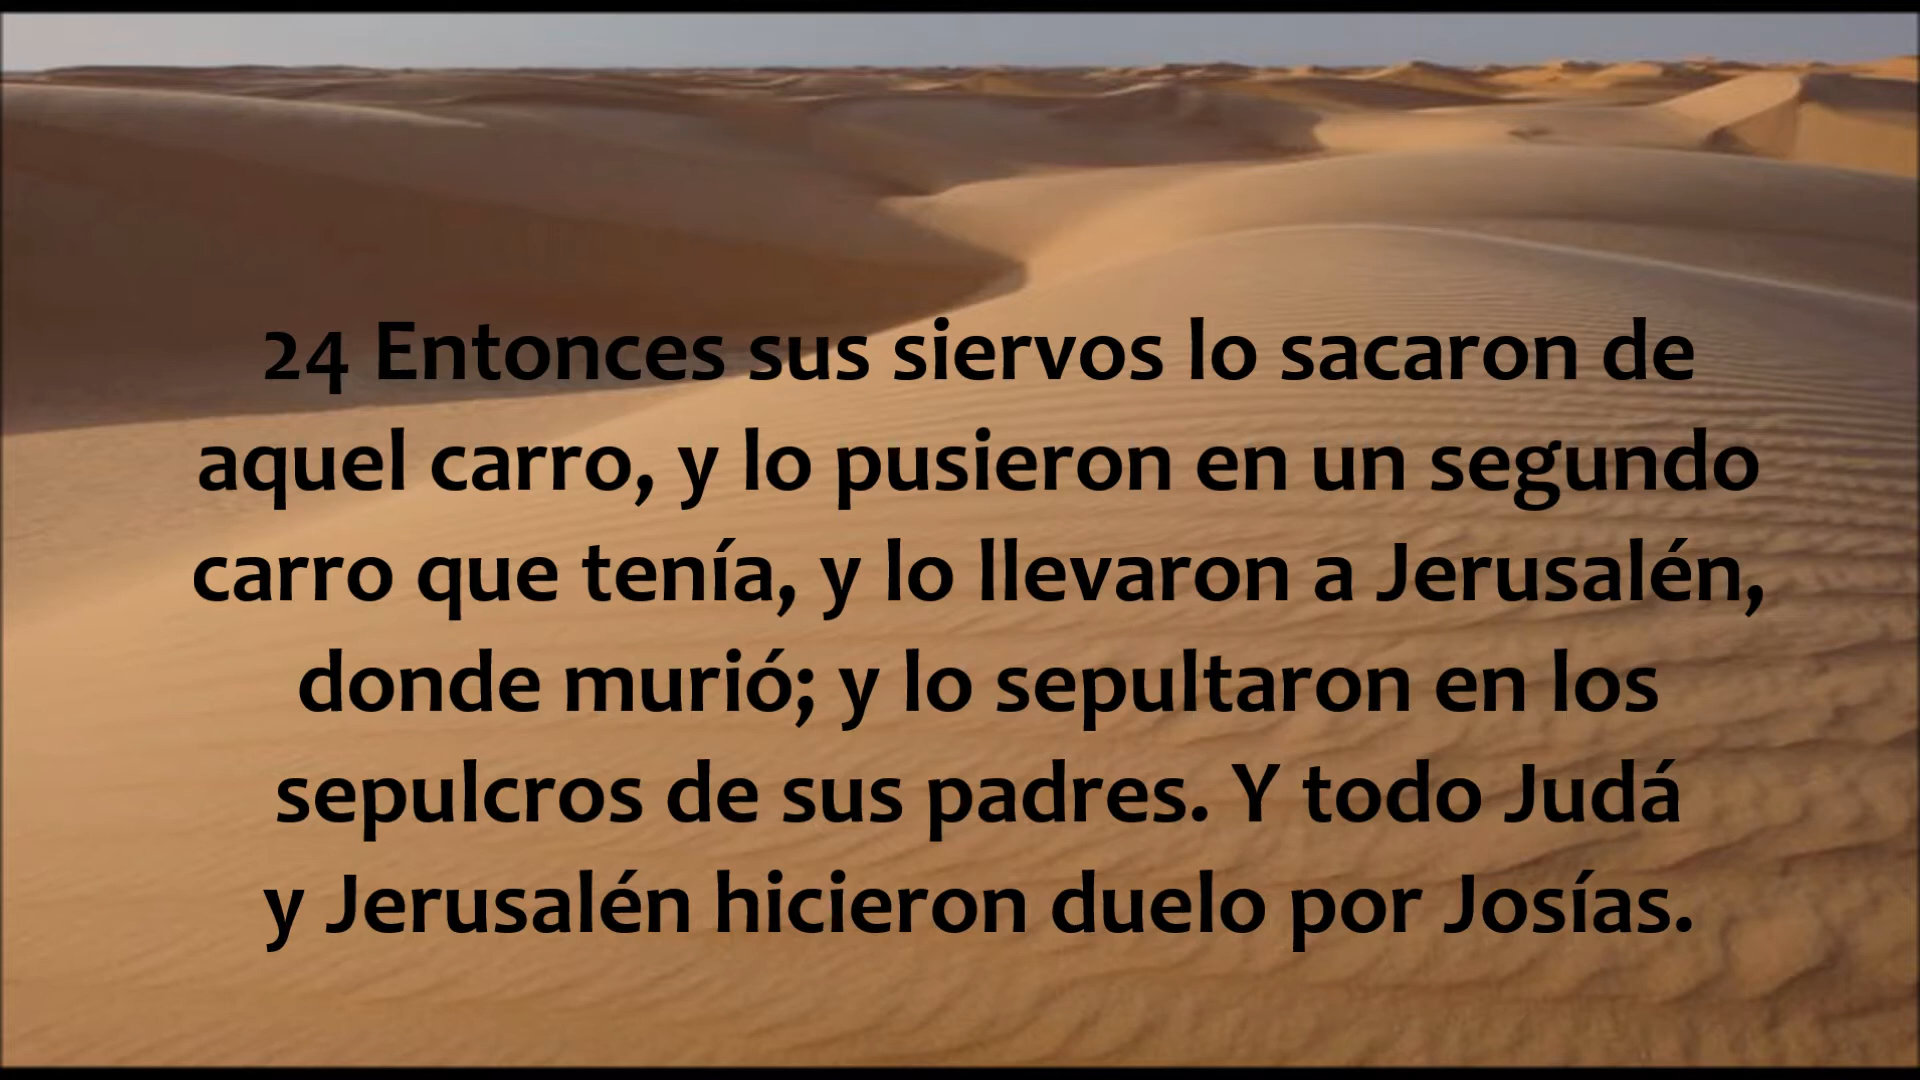 24 Entonces sus siervos lo sacaron de
aquel carro, y lo pusieron en un segundo
carro que tenía, y lo llevaron a Jerusalén,
donde murió; y lo sepultaron en los
sepulcros de sus padres. Y todo Judá
y Jerusalén hicieron duelo por Josías.